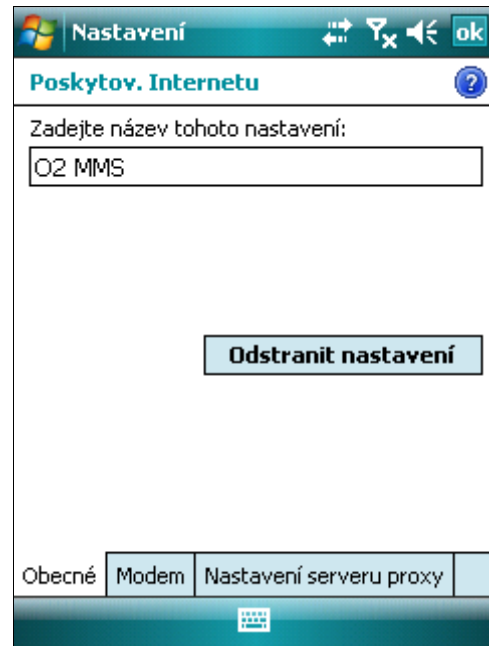 Nastavení
ok
Poskytov. Internetu
?
Zadejte název tohoto nastavení:
O2 MMS
Odstranit nastavení
Obecné Modem Nastavení serveru proxy